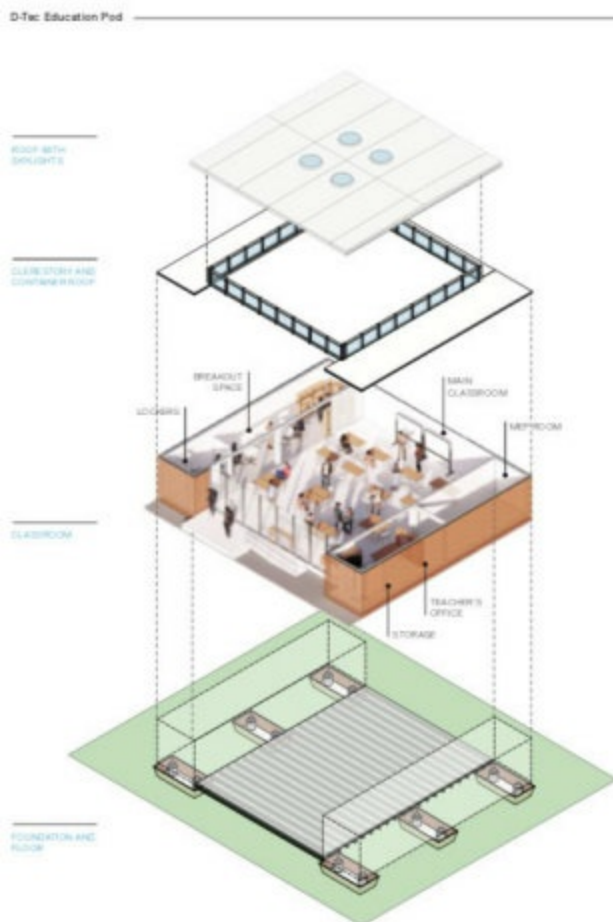 D-Tec Education Pod
ROOF WITH
SKYLIGHTS
CLERESTORY AND
CONTAINER ROOF
BREAKOUT
SPACE
MAIN
CLASSROOM
LOCKERS
MEP ROOM
CLASSROOM
TEACHER'S
OFFICE
STORAGE
FOUNDATION AND
FLOOR